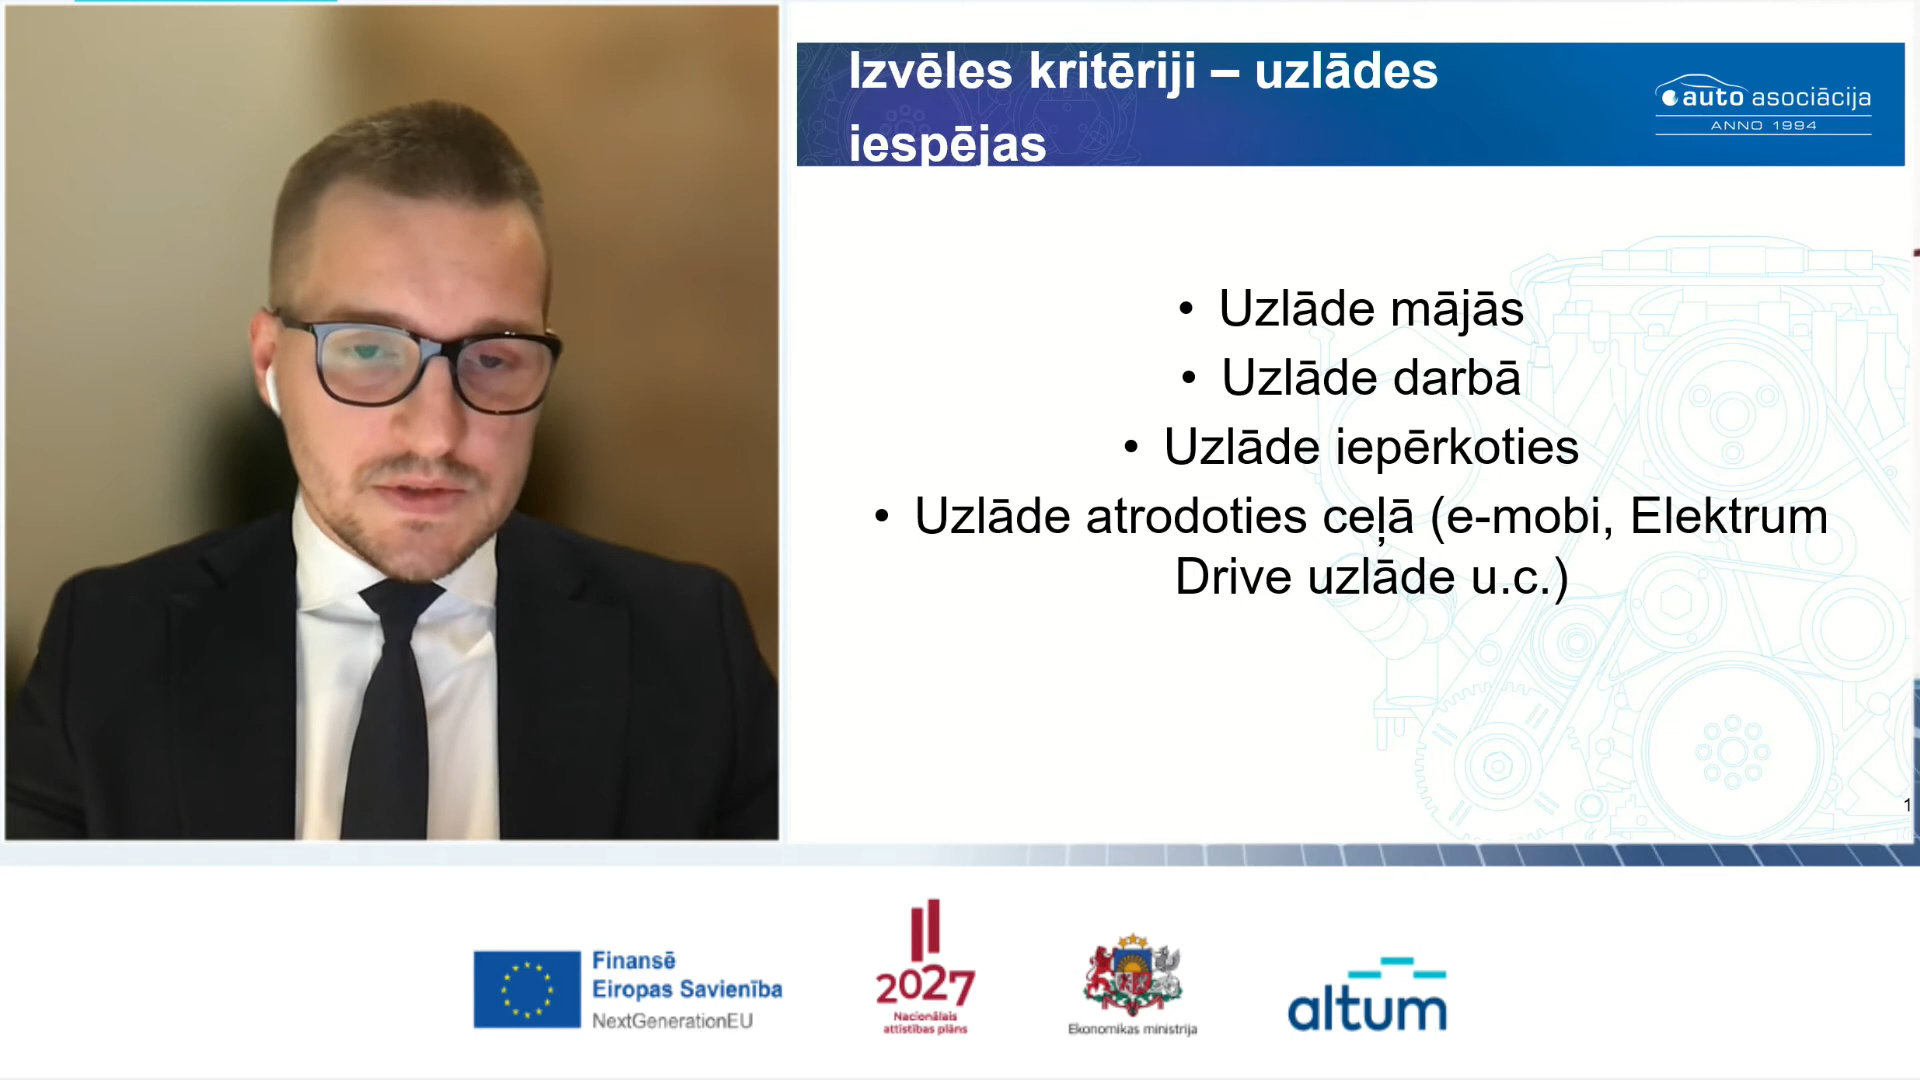 Izvēles kritēriji – uzlādes
iespējas
auto asociācija
ANNO 1994
• Uzlāde mājās
• Uzlāde darbā
• Uzlāde iepērkoties
• Uzlāde atrodoties ceļā (e-mobi, Elektrum
Drive uzlāde u.c.)
1
Finansē
Eiropas Savienība
NextGenerationEU
2027
Nacionālais
attīstības plāns
Ekonomikas ministrija
altum